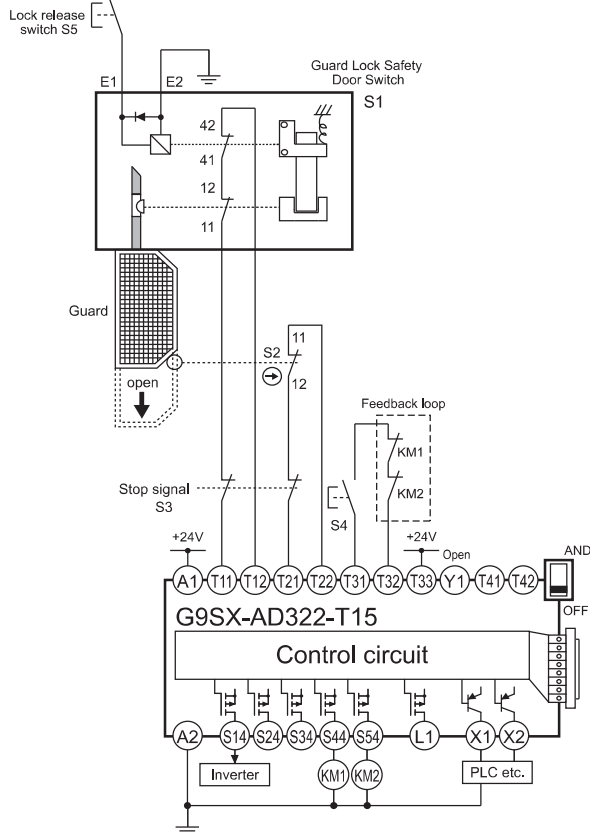 Lock release
switch S5
E1 E2
Guard Lock Safety
Door Switch
S1
42
41
12
11
Guard
open
S2
11
12
Feedback loop
KM1
KM2
Stop signal
S3
S4
+24V
+24V
Open
AND
A1 T11 T12 T21 T22 T31 T32 T33 Y1 T41 T42
OFF
G9SX-AD322-T15
Control circuit
A2 S14 S24 S34 S44 S54 L1 X1 X2
Inverter
KM1 KM2
PLC etc.